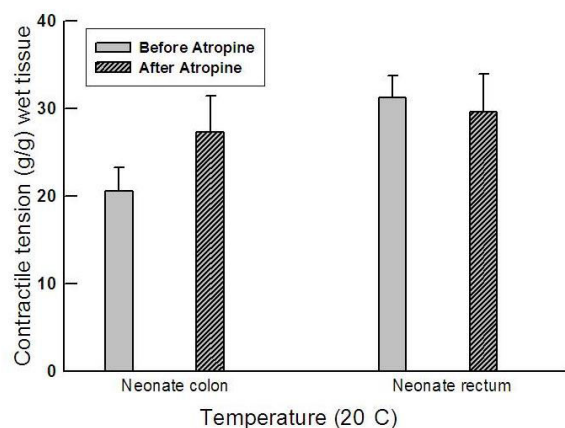 Contractile tension (g/g) wet tissue
40
30
20
10
0
Before Atropine
After Atropine
Neonate colon
Neonate rectum
Temperature (20 C)